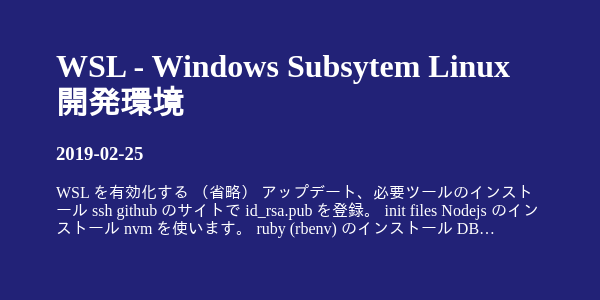 WSL - Windows Subsytem Linux
開発環境
2019-02-25
WSL を有効化する （省略） アップデート、必要ツールのインスト
ール ssh github のサイトで id_rsa.pub を登録。 init files Nodejs のイン
ストール nvm を使います。 ruby (rbenv) のインストール DB…